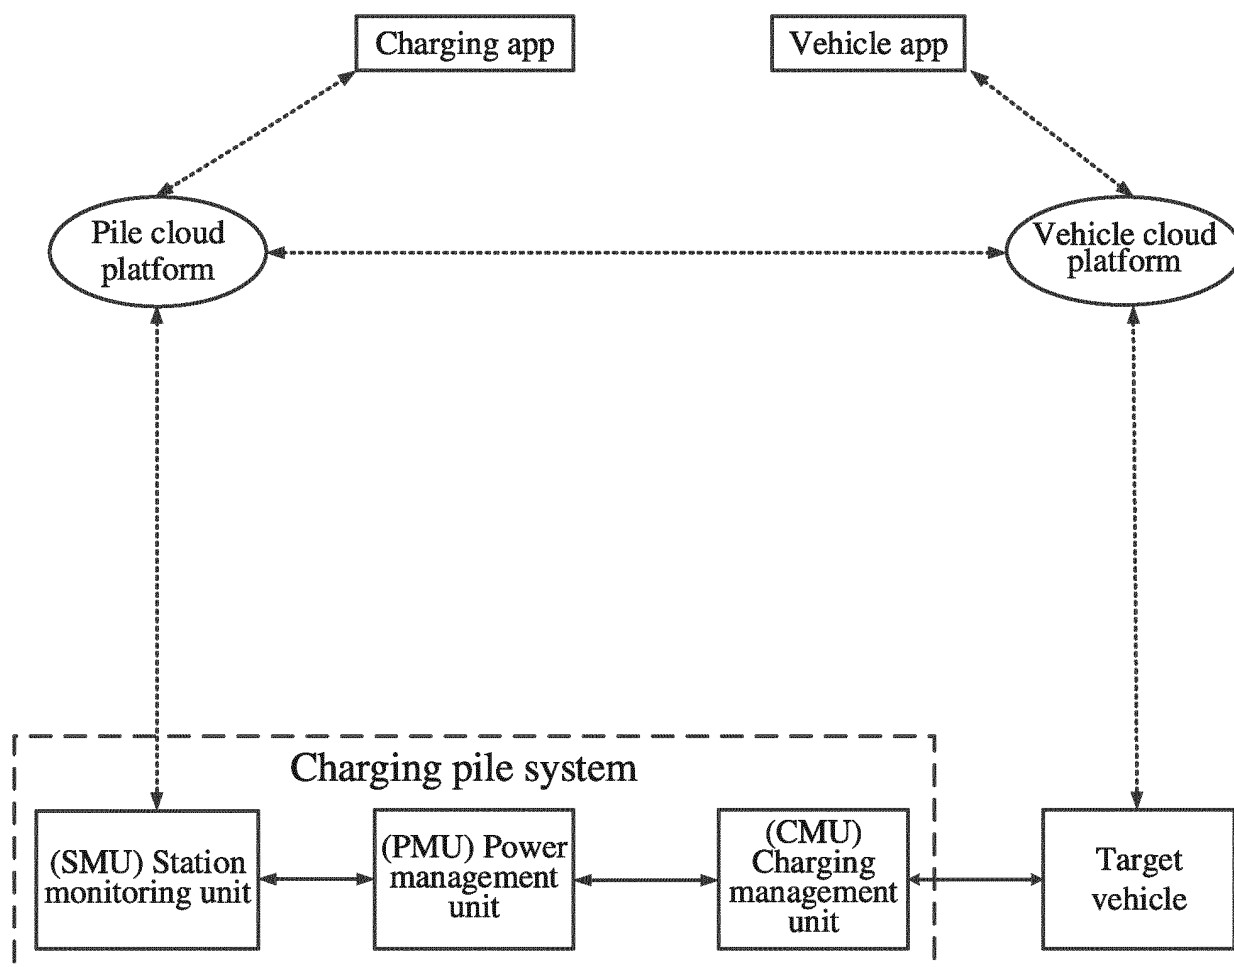 Charging app
Vehicle app
Pile cloud
platform
Vehicle cloud
platform
Charging pile system
(SMU) Station
monitoring unit
(PMU) Power
management
unit
(CMU)
Charging
management
unit
Target
vehicle